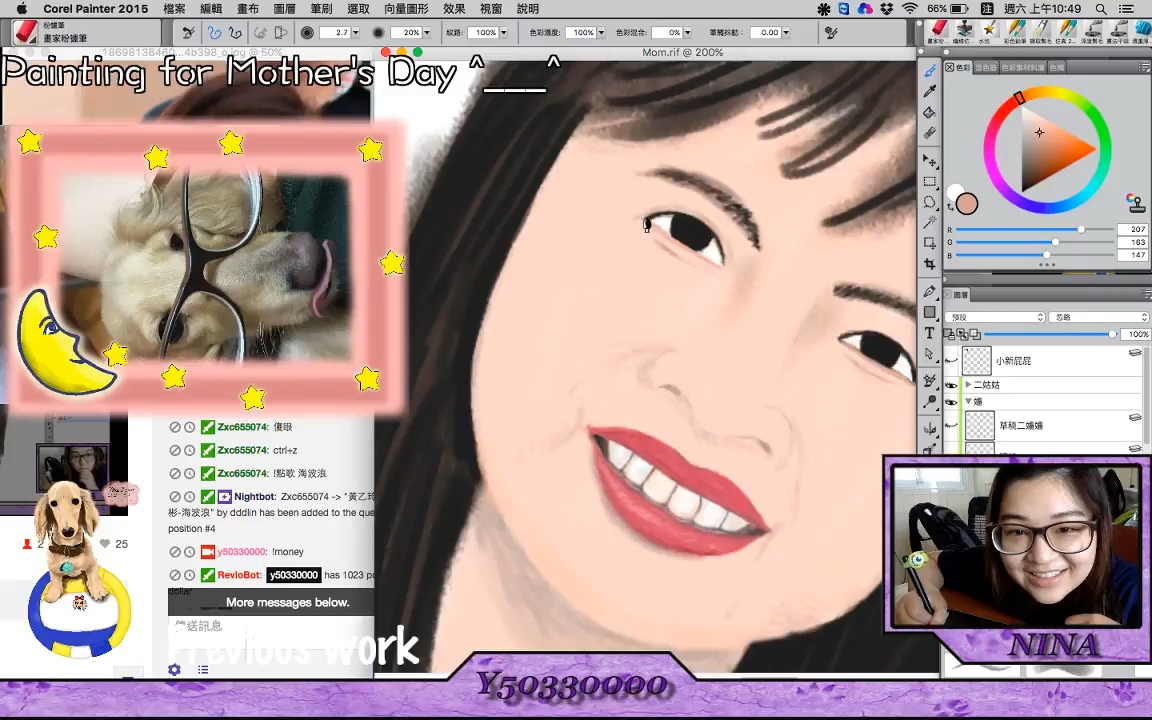 Corel Painter 2015 檔案 編輯 畫布 圖層 筆刷 選取 向量圖形 效果 視窗 說明 66% 週六 上午10:49
粉蠟筆
畫家粉蠟筆
2.7 20% 紋路: 100% 色彩濃度: 100% 色彩混合: 0% 筆觸抖動: 0.00
Mom.rif @ 200%
Painting for Mother's Day ^___^
色彩 混色器
R 207
G 163
B 147
圖層
預設 忽略
100%
小新屁屁
二姑姑
嬸
草稿二嬸嬸
Zxc655074: 傻眼
Zxc655074: ctrl+z
Zxc655074: !點歌 海波浪
Nightbot: Zxc655074 -> "黃乙玲
彬-海波浪" by dddlin has been added to the que
position #4
y50330000: !money
RevioBot: y50330000 has 1023 po
dollar
More messages below.
傳送訊息
2 25
Previous work
NINA
Y50330000